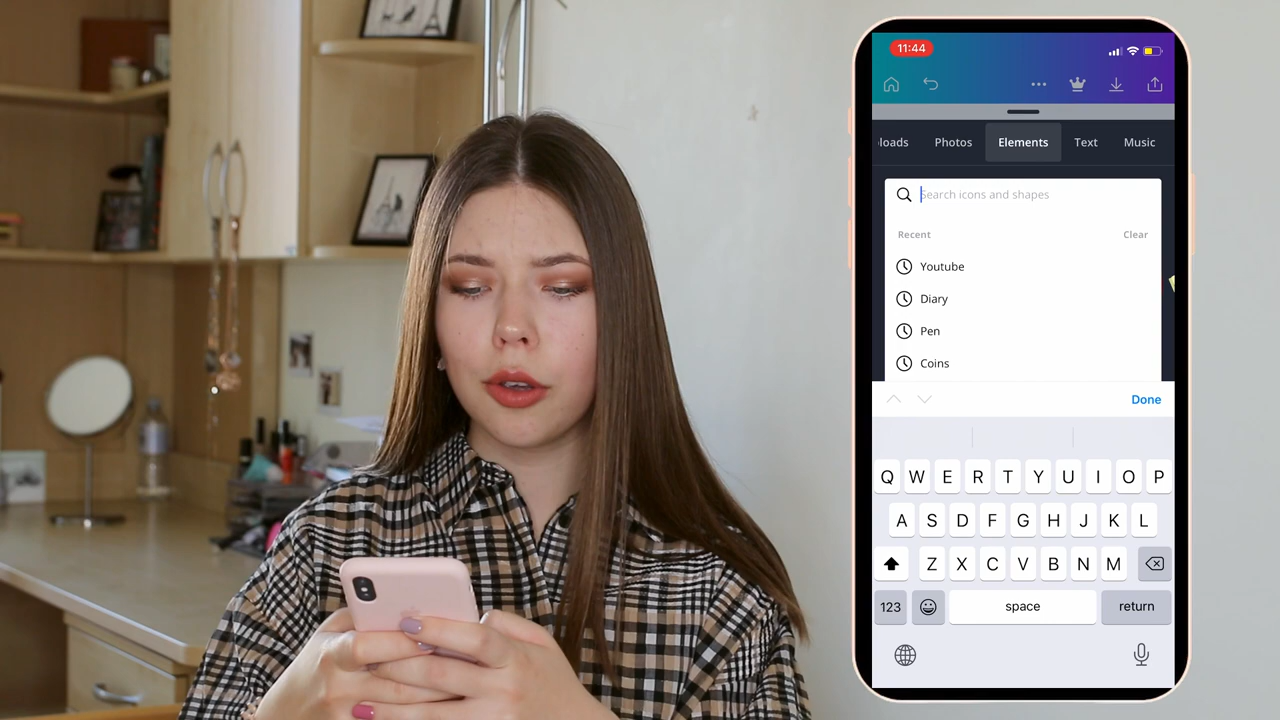 11:44
loads Photos Elements Text Music
Search icons and shapes
Recent Clear
Youtube
Diary
Pen
Coins
Done
Q W E R T Y U I O P
A S D F G H J K L
Z X C V B N M
123 space return